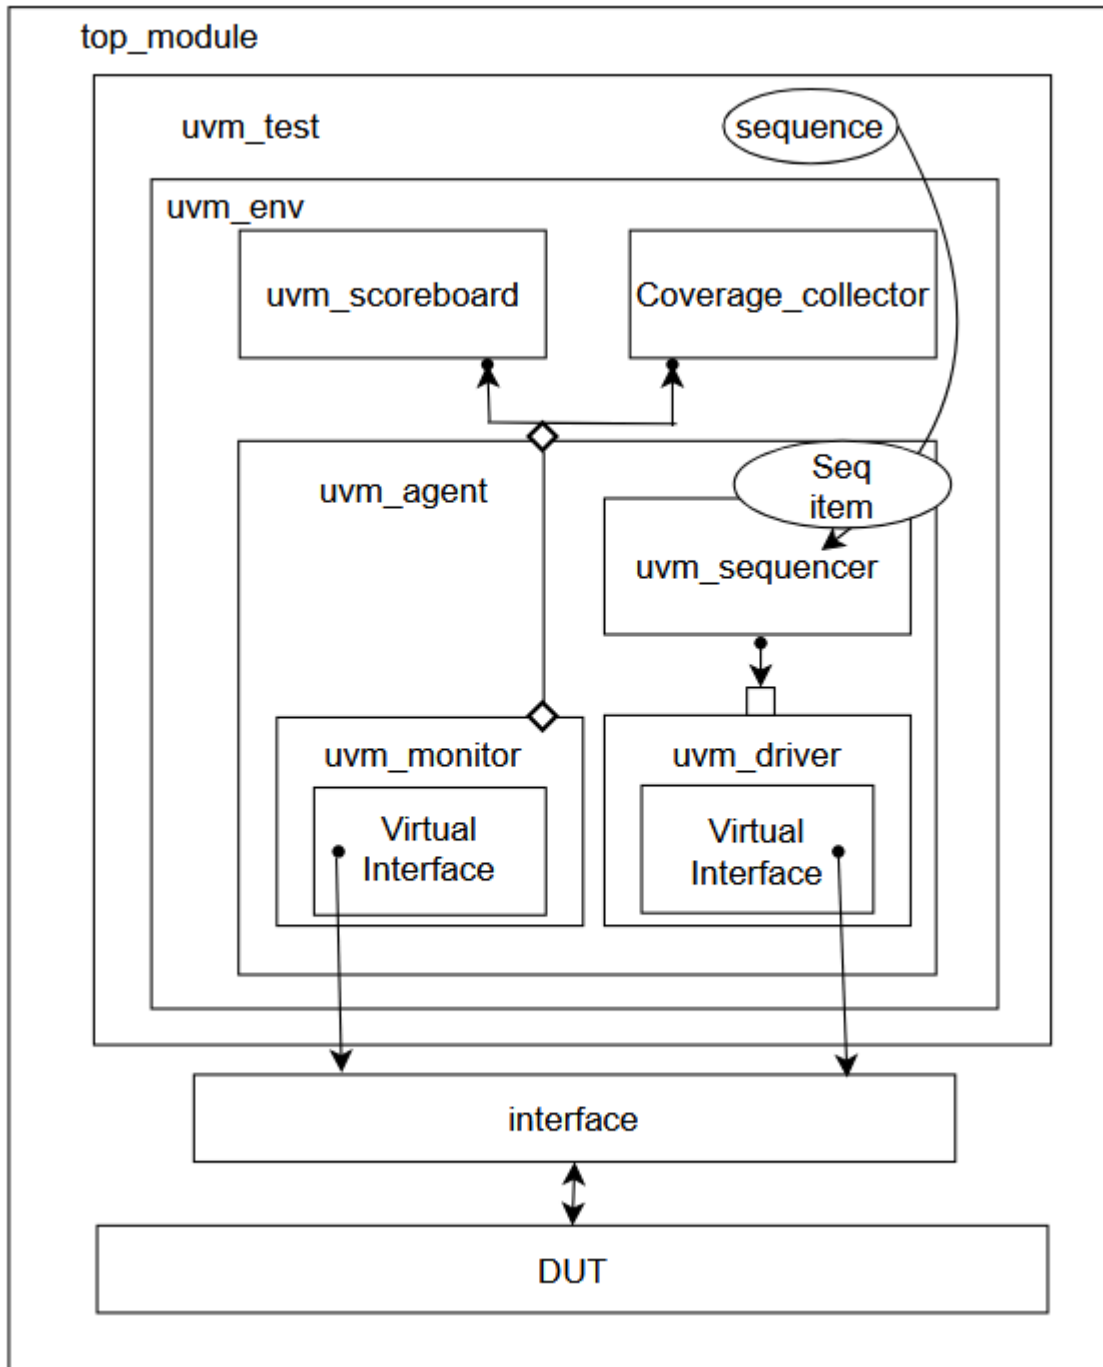 top_module
uvm_test
sequence
uvm_env
uvm_scoreboard
Coverage_collector
uvm_agent
Seq
item
uvm_sequencer
uvm_monitor
Virtual
Interface
uvm_driver
Virtual
Interface
interface
DUT